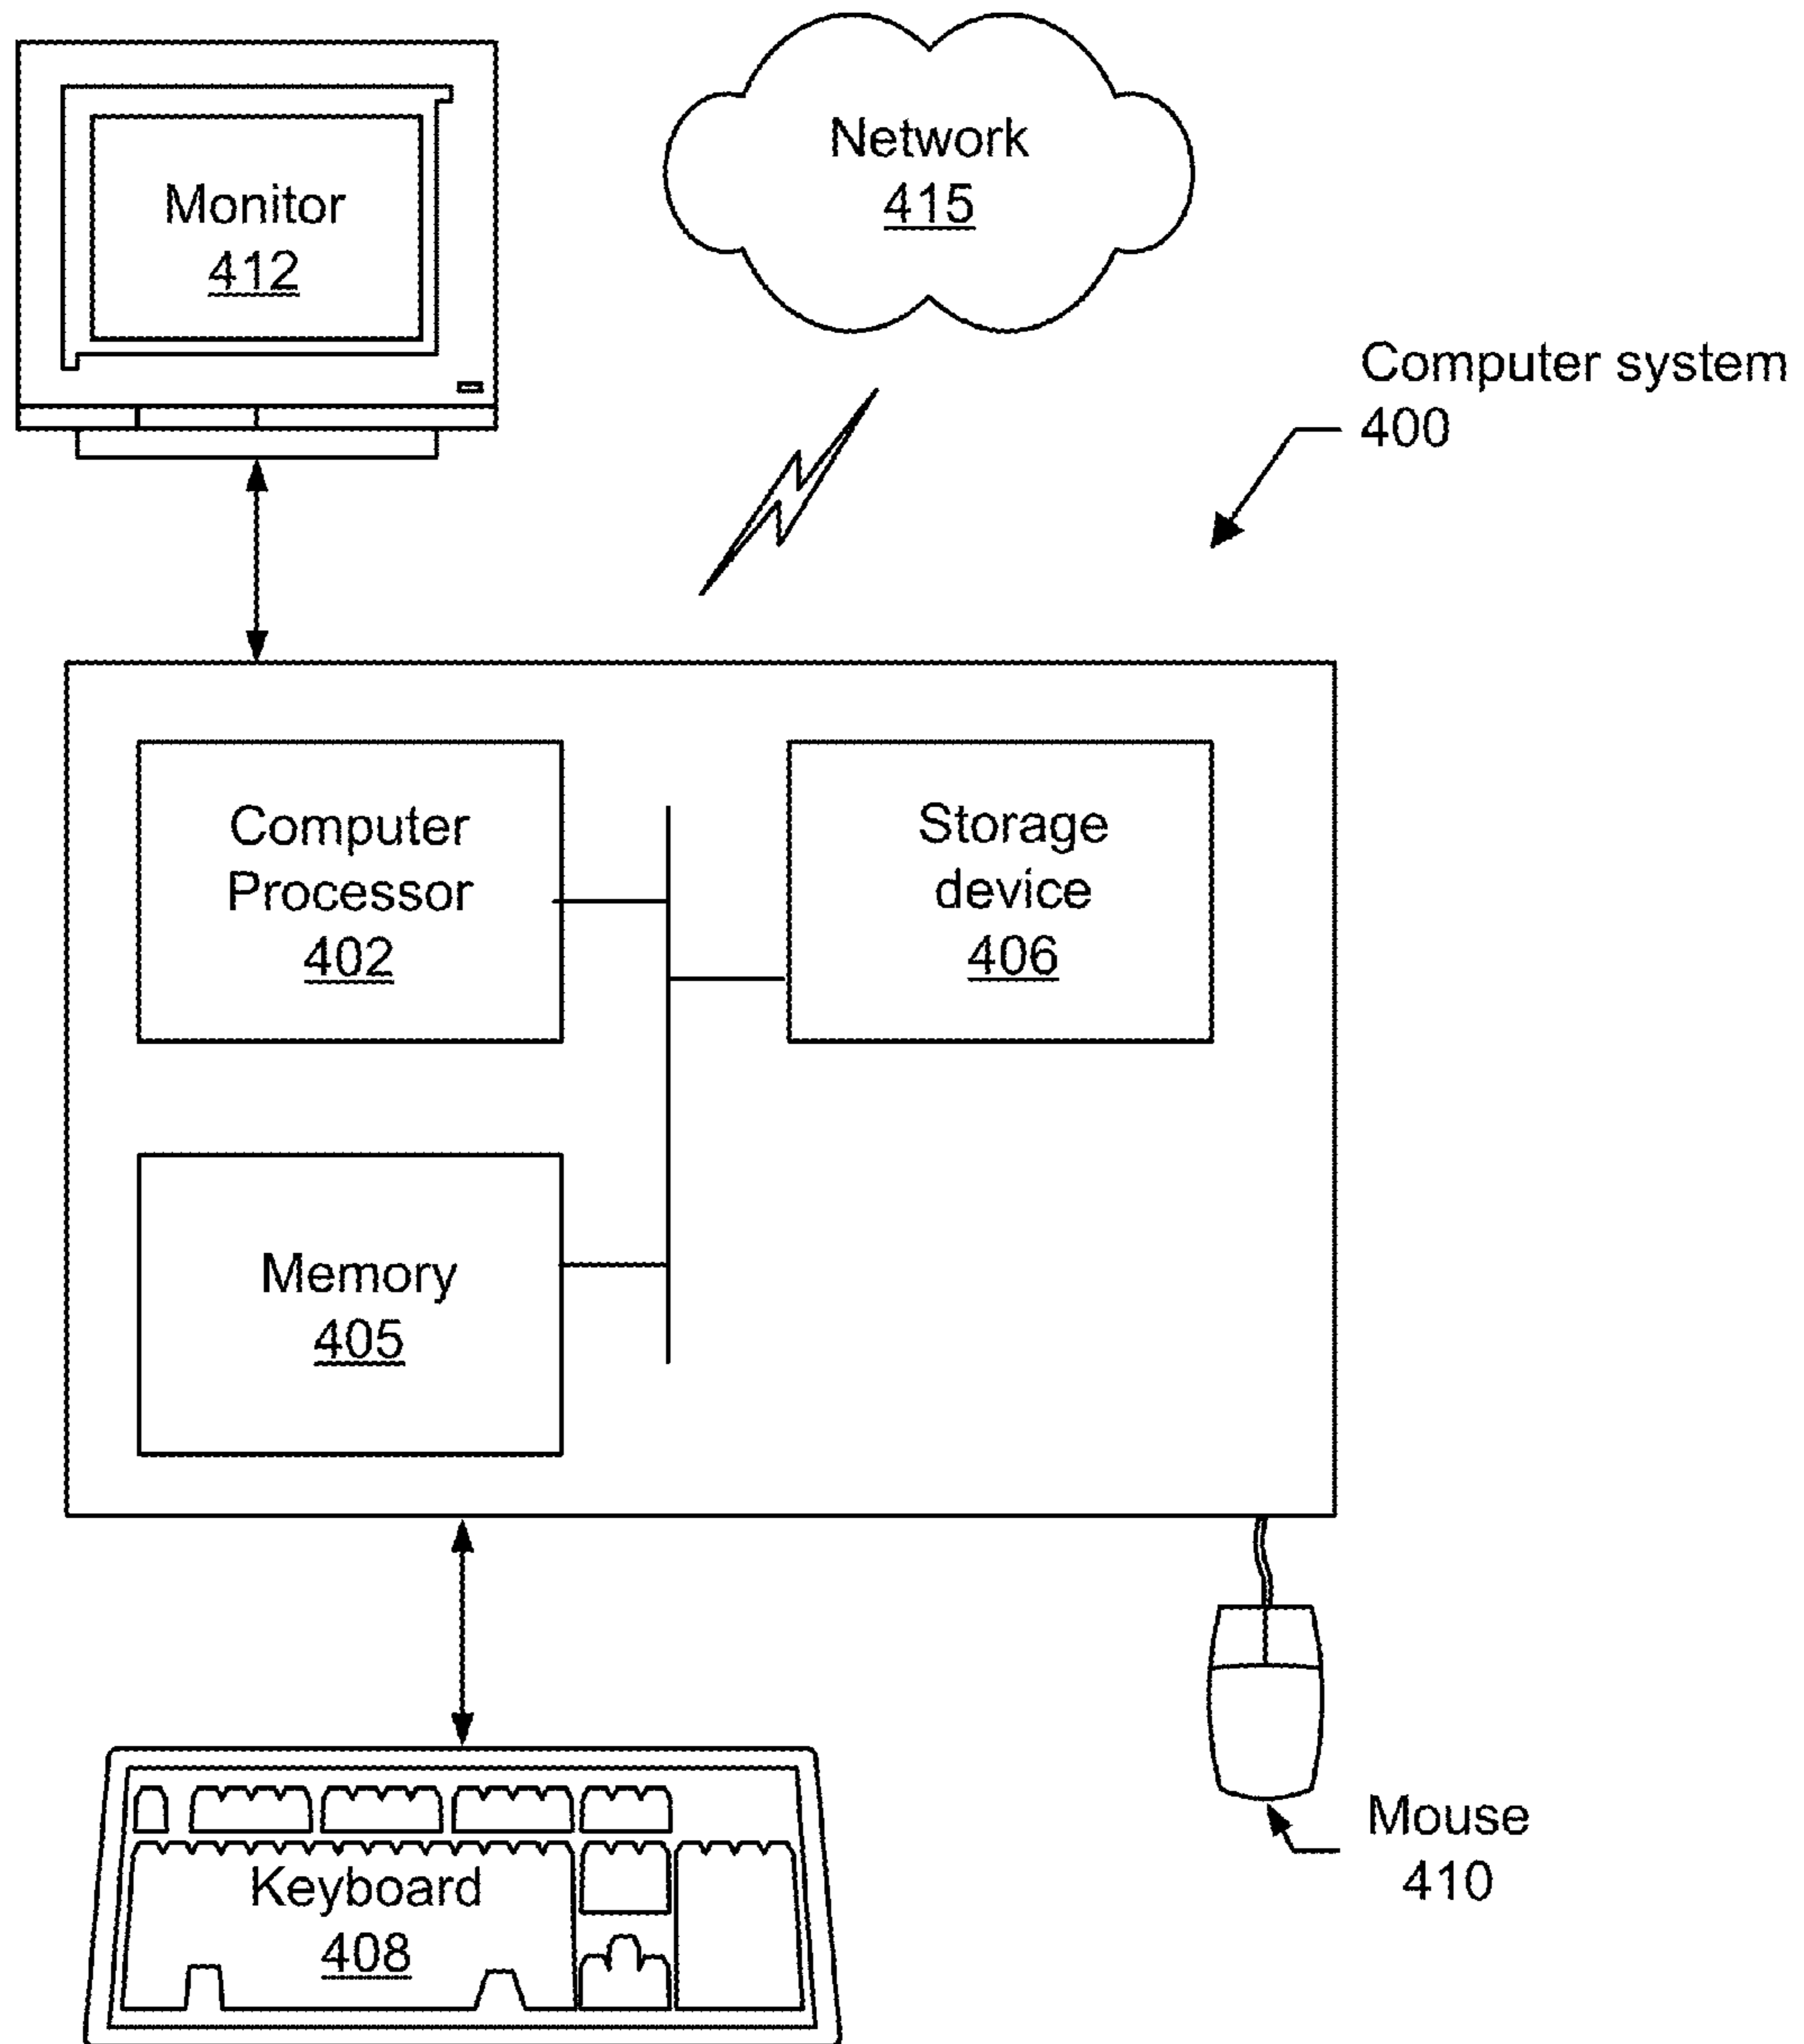 Monitor
412
Network
415
Computer system
400
Computer
Processor
402
Storage
device
406
Memory
405
Keyboard
408
Mouse
410